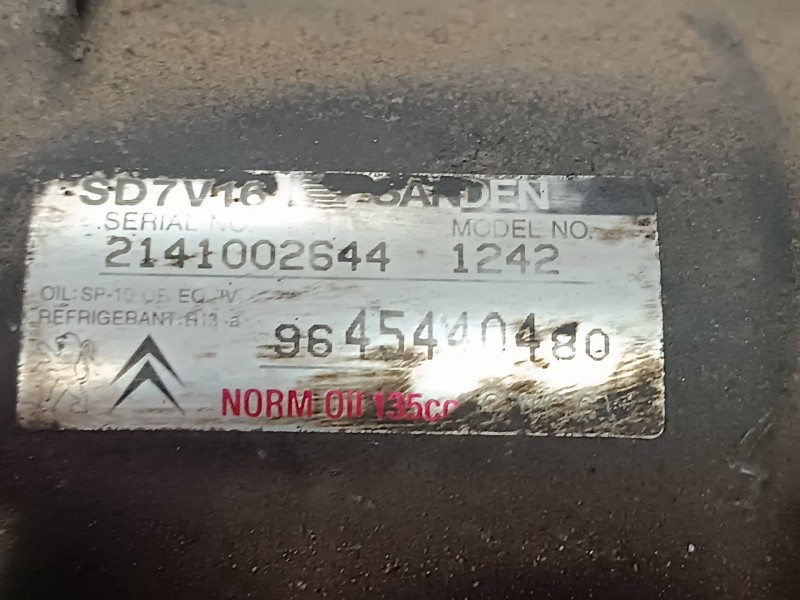 SD7V16 SANDEN
SERIAL NO. MODEL NO.
2141002644 1242
OIL: SP-10
REFRIGERANT:
9645440480
NORM Oil 135cc